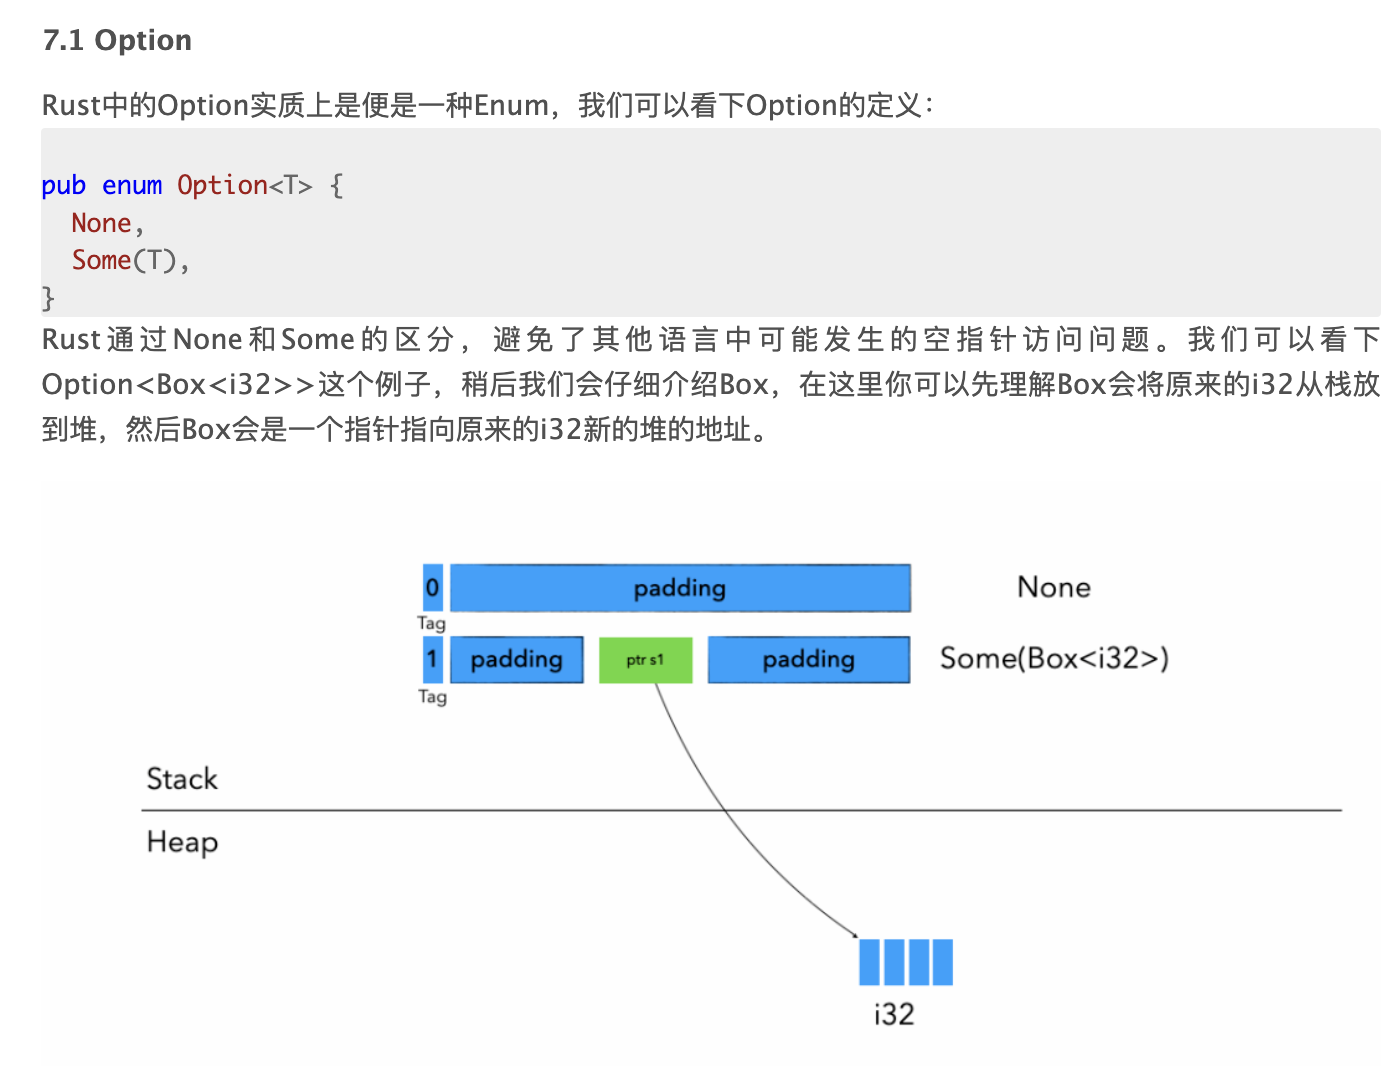 7.1 Option
Rust中的Option实质上是便是一种Enum，我们可以看下Option的定义：
pub enum Option<T> {
  None,
  Some(T),
}
Rust通过None和Some的区分，避免了其他语言中可能发生的空指针访问问题。我们可以看下
Option<Box<i32>>这个例子，稍后我们会仔细介绍Box，在这里你可以先理解Box会将原来的i32从栈放
到堆，然后Box会是一个指针指向原来的i32新的堆的地址。
0 padding None
Tag
1 padding ptr s1 padding Some(Box<i32>)
Tag
Stack
Heap
i32